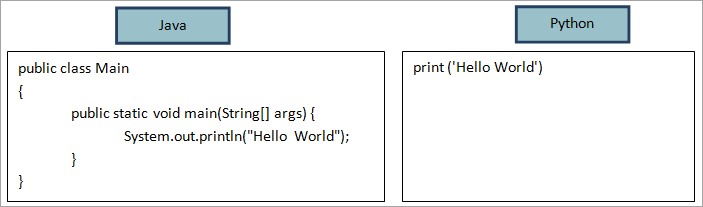 Java
public class Main
{
public static void main(String[] args) {
System.out.println("Hello  World");
}
}
Python
print ('Hello World')